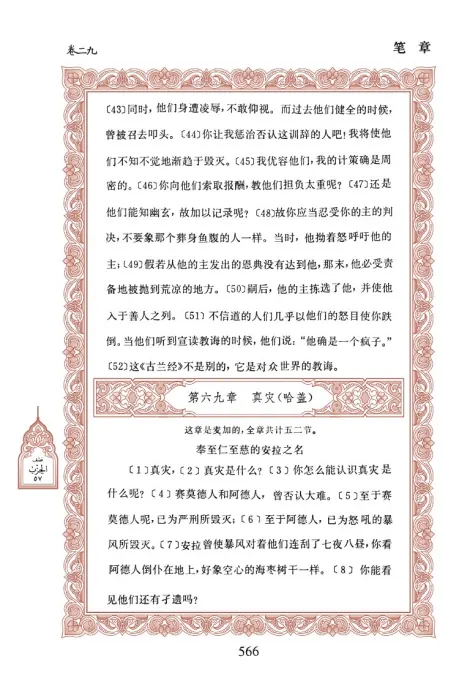 卷二九
笔 章
〔43〕同时，他们身遭凌辱，不敢仰视。而过去他们健全的时候，
曾被召去叩头。〔44〕你让我惩治否认这训辞的人吧！我将使他
们不知不觉地渐趋于毁灭。〔45〕我优容他们，我的计策确是周
密的。〔46〕你向他们索取报酬，教他们担负太重呢？〔47〕还是
他们能知幽玄，故加以记录呢？〔48〕故你应当忍受你的主的判
决，不要象那个葬身鱼腹的人一样。当时，他拗着怒呼吁他的
主；〔49〕假若从他的主发出的恩典没有达到他，那末，他必受责
备地被抛到荒凉的地方。〔50〕嗣后，他的主拣选了他，并使他
入于善人之列。〔51〕不信道的人们几乎以他们的怒目使你跌
倒。当他们听到宣读教诲的时候，他们说：“他确是一个疯子。”
〔52〕这《古兰经》不是别的，它是对众世界的教诲。
第六九章 真灾（哈盖）
这章是麦加的，全章共计五二节。
奉至仁至慈的安拉之名
〔1〕真灾，〔2〕真灾是什么？〔3〕你怎么能认识真灾是
什么呢？〔4〕赛莫德人和阿德人，曾否认大难。〔5〕至于赛
莫德人呢，已为严刑所毁灭；〔6〕至于阿德人，已为怒吼的暴
风所毁灭。〔7〕安拉曾使暴风对着他们连刮了七夜八昼，你看
阿德人倒仆在地上，好象空心的海枣树干一样。〔8〕你能看
见他们还有孑遗吗？
نصف
الحزب
٥٧
566